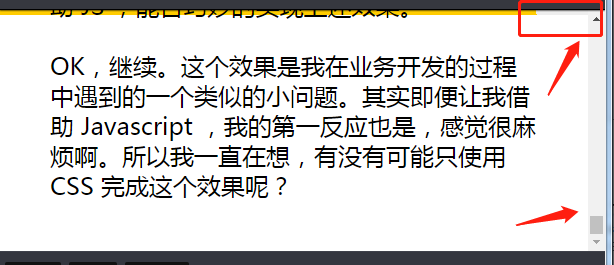 助 JS ，能否巧妙的实现上述效果。
OK，继续。这个效果是我在业务开发的过程
中遇到的一个类似的小问题。其实即便让我借
助 Javascript ，我的第一反应也是，感觉很麻
烦啊。所以我一直在想，有没有可能只使用
CSS 完成这个效果呢？